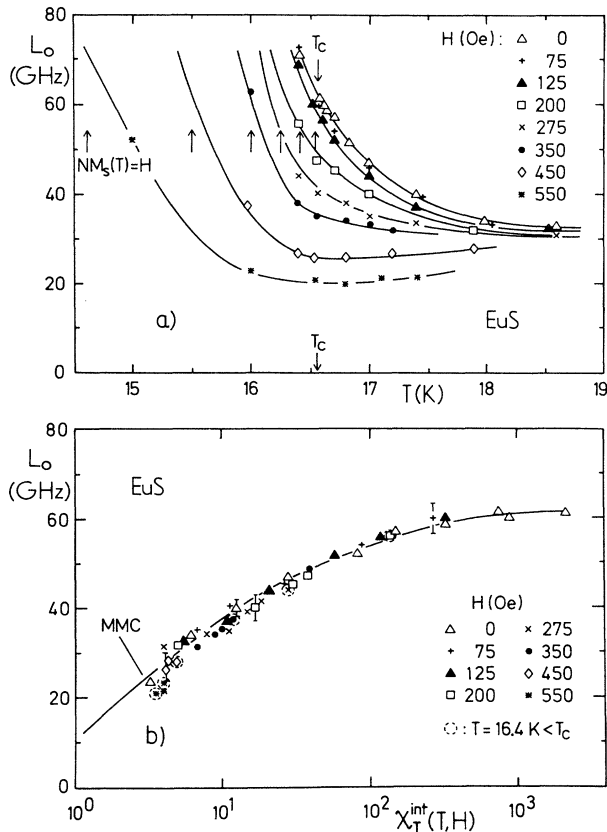 L₀
(GHz)
80
60
40
20
0
T_C
H (Oe) : △ 0
+ 75
▲ 125
□ 200
× 275
● 350
◇ 450
✱ 550
NM_s(T)=H
a)
EuS
T_C
15 16 17 18 19
T(K)
L₀
(GHz)
80
60
40
20
0
EuS
MMC
H (Oe)
△ 0 × 275
+ 75 ● 350
▲ 125 ◇ 450
□ 200 ✱ 550
: T = 16.4 K < T_C
b)
10⁰ 10¹ 10² 10³
χ_T^int (T,H)